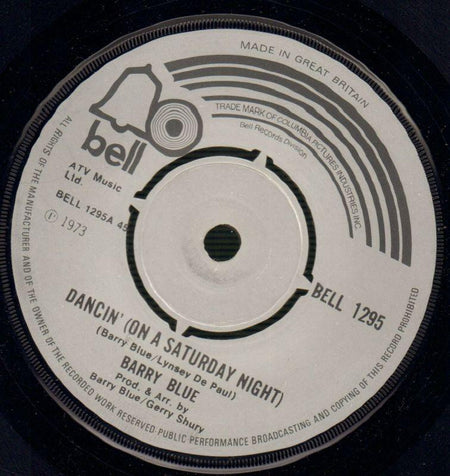 MADE IN GREAT BRITAIN
TRADE MARK OF COLUMBIA PICTURES INDUSTRIES INC.
Bell Records Division
bell
ATV Music
Ltd.
BELL 1295A 45
Ⓟ 1973
BELL 1295
DANCIN' (ON A SATURDAY NIGHT)
(Barry Blue/Lynsey De Paul)
BARRY BLUE
Prod. & Arr. by
Barry Blue/Gerry Shury
ALL RIGHTS OF THE MANUFACTURER AND OF THE OWNER OF THE RECORDED WORK RESERVED·PUBLIC PERFORMANCE BROADCASTING AND COPYING OF THIS RECORD PROHIBITED